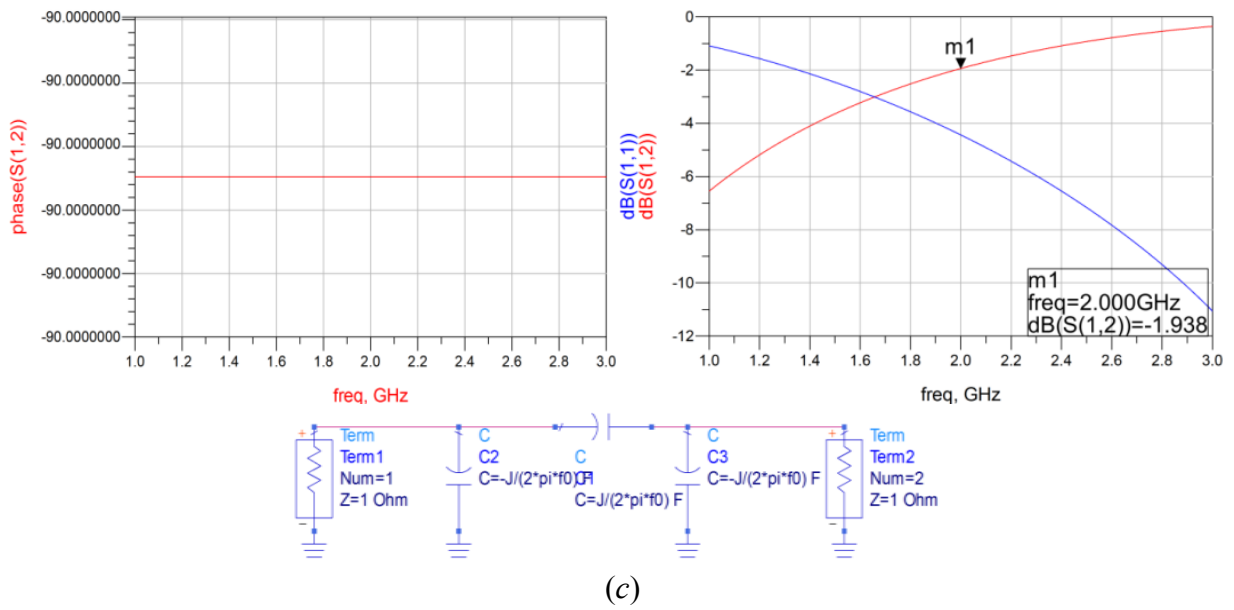 phase(S(1,2))
-90.0000000
-90.0000000
-90.0000000
-90.0000000
-90.0000000
-90.0000000
1.0 1.2 1.4 1.6 1.8 2.0 2.2 2.4 2.6 2.8 3.0
freq, GHz
dB(S(1,1))
dB(S(1,2))
0
-2
-4
-6
-8
-10
-12
m1
m1
freq=2.000GHz
dB(S(1,2))=-1.938
1.0 1.2 1.4 1.6 1.8 2.0 2.2 2.4 2.6 2.8 3.0
freq, GHz
+
Term
Term1
Num=1
Z=1 Ohm
−
C
C2
C=-J/(2*pi*f0) F
C
C1
C=J/(2*pi*f0) F
C
C3
C=-J/(2*pi*f0) F
+
Term
Term2
Num=2
Z=1 Ohm
−
(c)